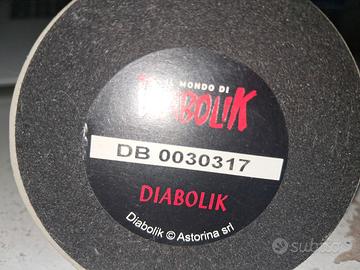 IL MONDO DI
DIABOLIK
DB 0030317
DIABOLIK
Diabolik © Astorina srl
subito